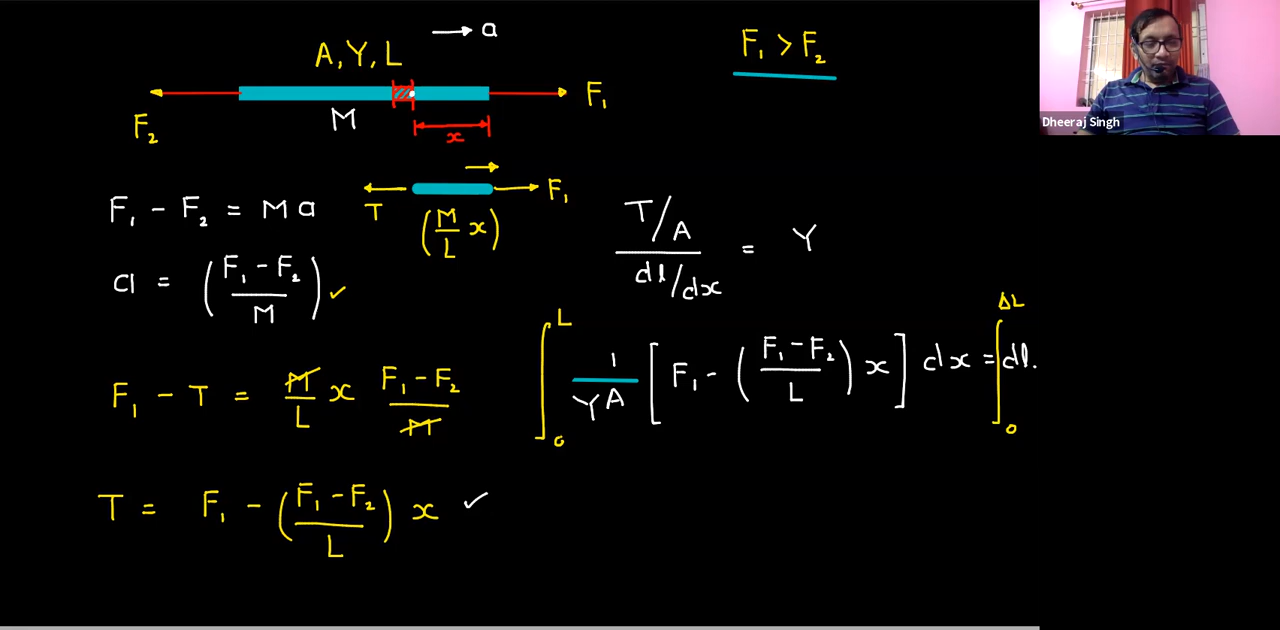 → a
F₁ > F₂
A, Y, L
F₂
M
F₁
x
Dheeraj Singh
T
F₁
(M/L x)
F₁ - F₂ = M a
a = ((F₁ - F₂)/M) ✓
(T/A)/(dl/dx) = Y
F₁ - T = M/L x (F₁ - F₂)/M
∫₀ᴸ 1/YA [F₁ - ((F₁ - F₂)/L) x] dx = ∫₀^ΔL dl.
T = F₁ - ((F₁ - F₂)/L) x ✓